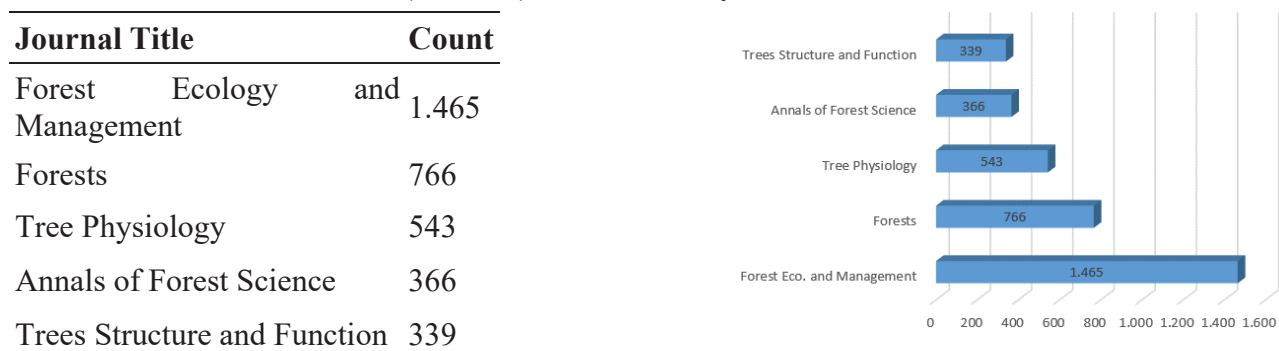 Journal Title Count
Forest Ecology and
Management 1.465
Forests 766
Tree Physiology 543
Annals of Forest Science 366
Trees Structure and Function 339
Trees Structure and Function 339
Annals of Forest Science 366
Tree Physiology 543
Forests 766
Forest Eco. and Management 1.465
0 200 400 600 800 1.000 1.200 1.400 1.600